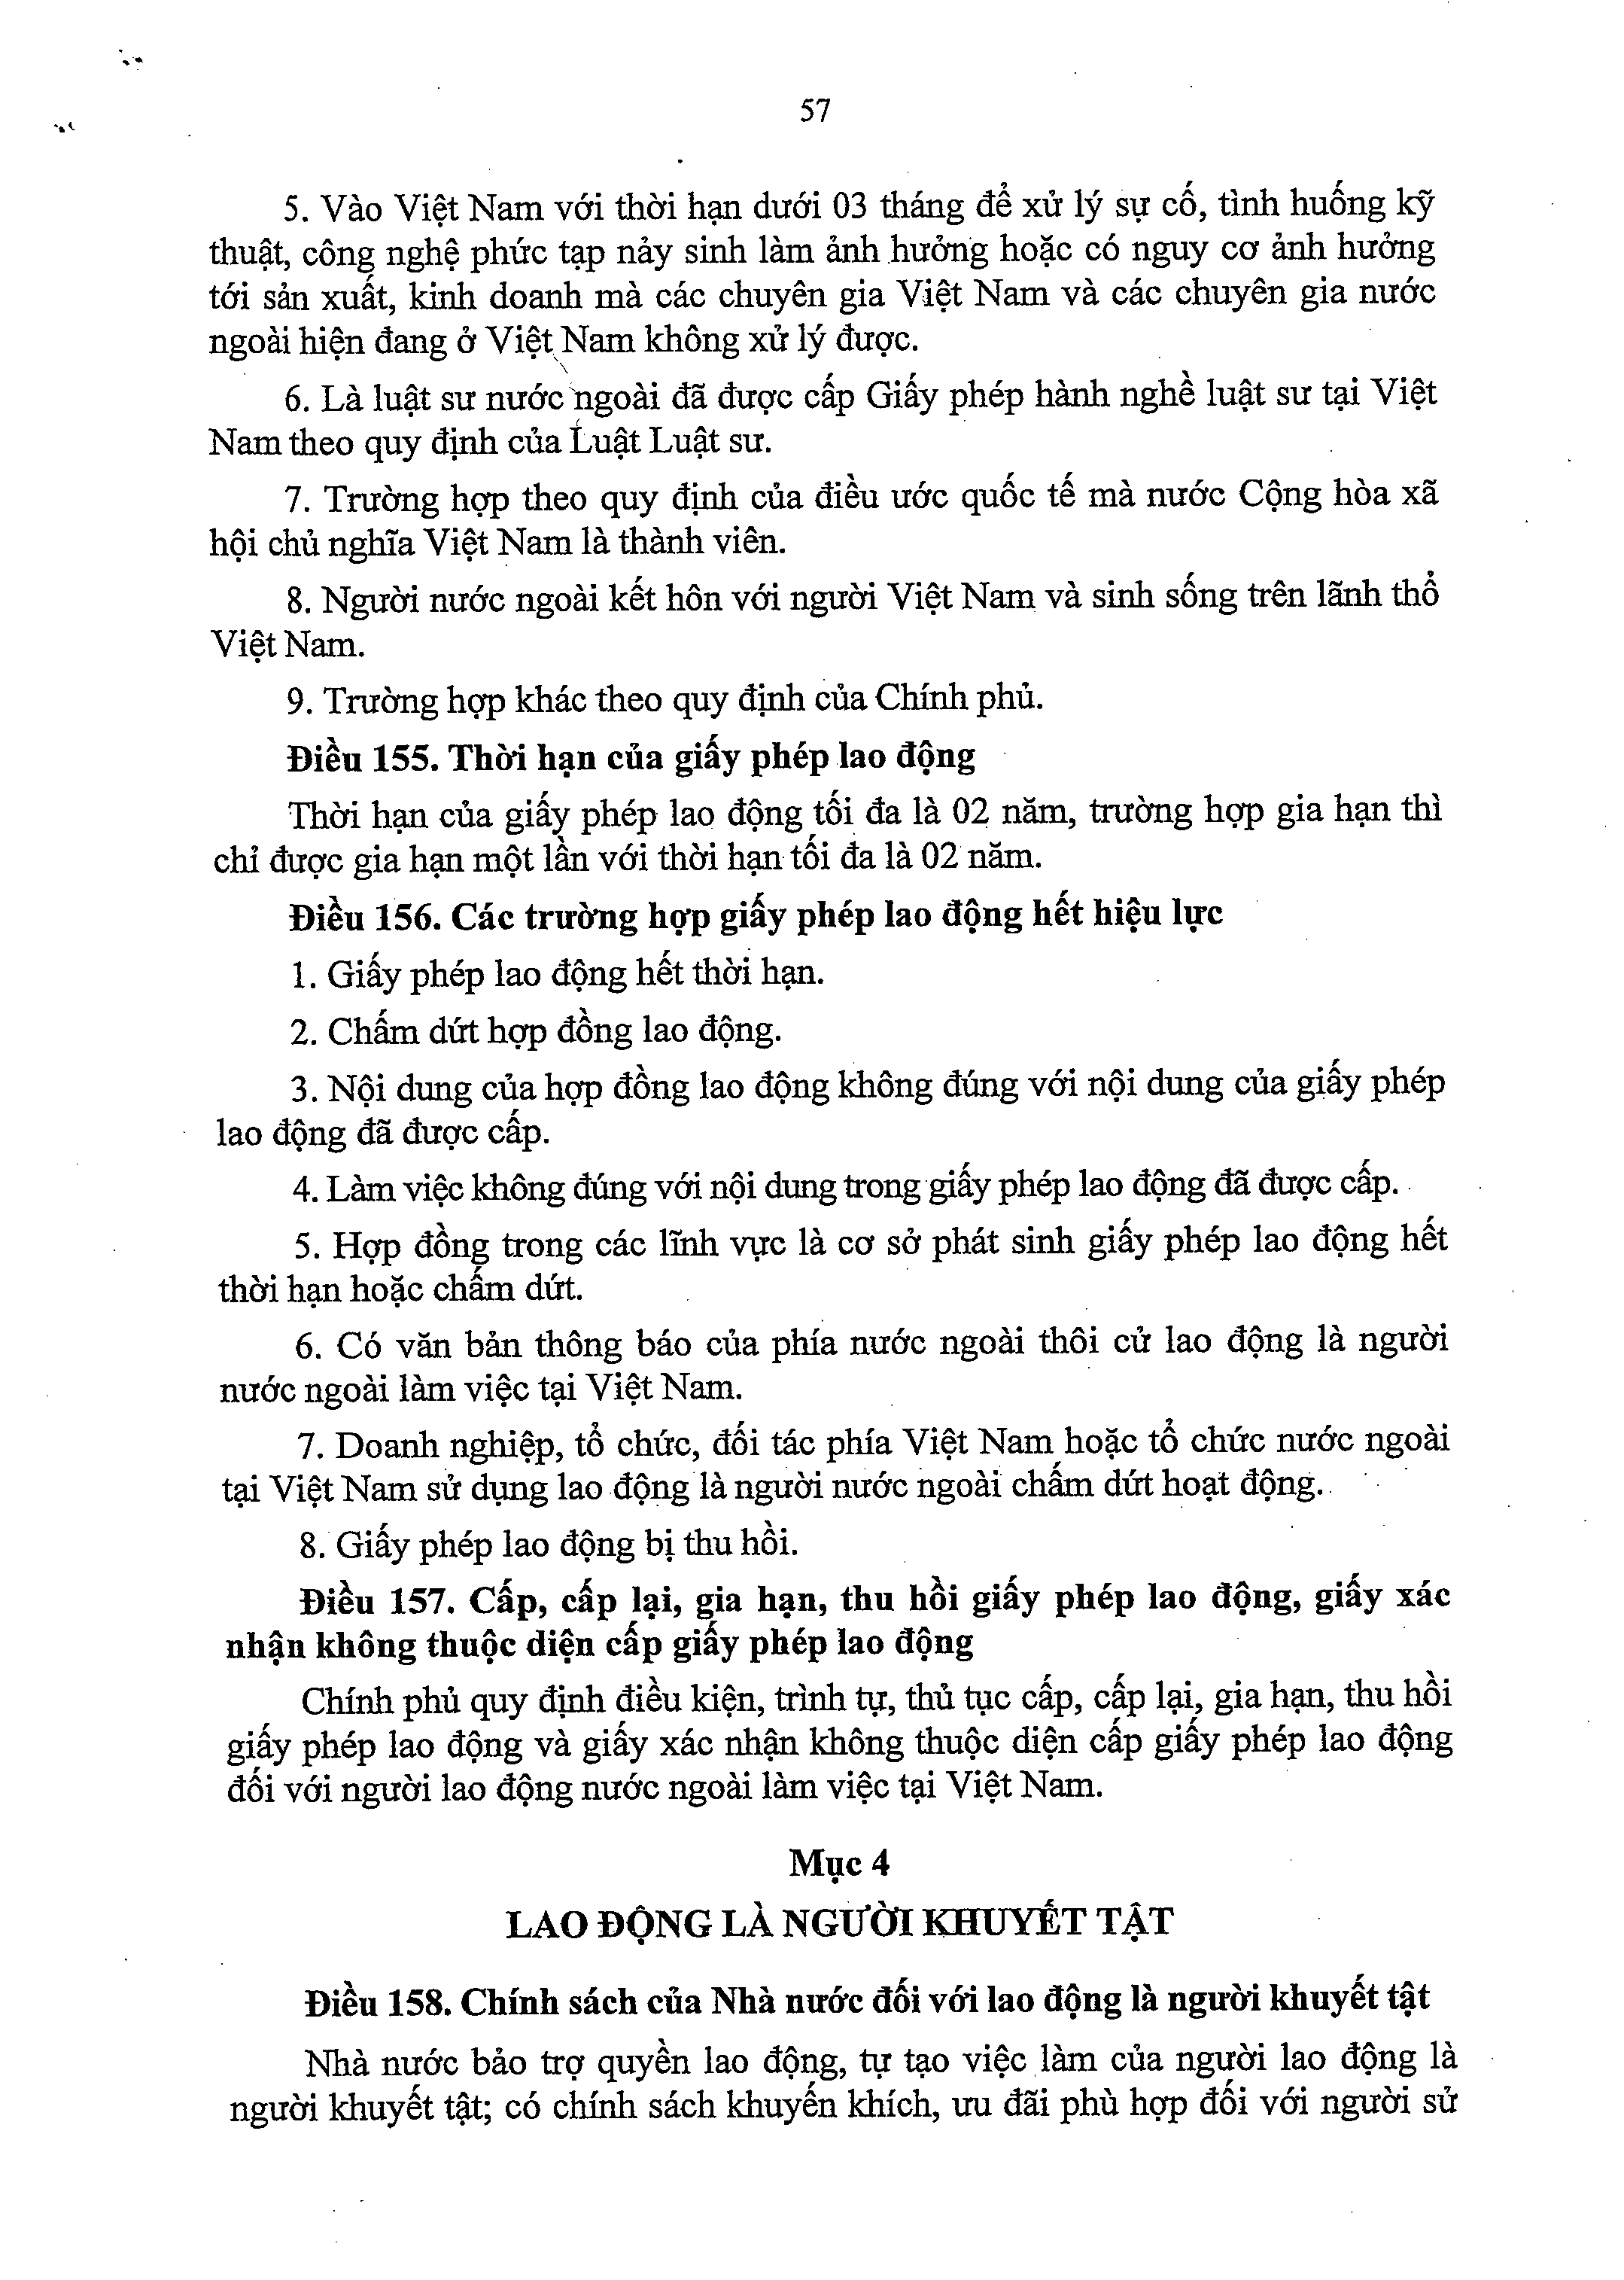 57
5. Vào Việt Nam với thời hạn dưới 03 tháng để xử lý sự cố, tình huống kỹ
thuật, công nghệ phức tạp nảy sinh làm ảnh hưởng hoặc có nguy cơ ảnh hưởng
tới sản xuất, kinh doanh mà các chuyên gia Việt Nam và các chuyên gia nước
ngoài hiện đang ở Việt Nam không xử lý được.
6. Là luật sư nước ngoài đã được cấp Giấy phép hành nghề luật sư tại Việt
Nam theo quy định của Luật Luật sư.
7. Trường hợp theo quy định của điều ước quốc tế mà nước Cộng hòa xã
hội chủ nghĩa Việt Nam là thành viên.
8. Người nước ngoài kết hôn với người Việt Nam và sinh sống trên lãnh thổ
Việt Nam.
9. Trường hợp khác theo quy định của Chính phủ.
Điều 155. Thời hạn của giấy phép lao động
Thời hạn của giấy phép lao động tối đa là 02 năm, trường hợp gia hạn thì
chỉ được gia hạn một lần với thời hạn tối đa là 02 năm.
Điều 156. Các trường hợp giấy phép lao động hết hiệu lực
1. Giấy phép lao động hết thời hạn.
2. Chấm dứt hợp đồng lao động.
3. Nội dung của hợp đồng lao động không đúng với nội dung của giấy phép
lao động đã được cấp.
4. Làm việc không đúng với nội dung trong giấy phép lao động đã được cấp.
5. Hợp đồng trong các lĩnh vực là cơ sở phát sinh giấy phép lao động hết
thời hạn hoặc chấm dứt.
6. Có văn bản thông báo của phía nước ngoài thôi cử lao động là người
nước ngoài làm việc tại Việt Nam.
7. Doanh nghiệp, tổ chức, đối tác phía Việt Nam hoặc tổ chức nước ngoài
tại Việt Nam sử dụng lao động là người nước ngoài chấm dứt hoạt động.
8. Giấy phép lao động bị thu hồi.
Điều 157. Cấp, cấp lại, gia hạn, thu hồi giấy phép lao động, giấy xác
nhận không thuộc diện cấp giấy phép lao động
Chính phủ quy định điều kiện, trình tự, thủ tục cấp, cấp lại, gia hạn, thu hồi
giấy phép lao động và giấy xác nhận không thuộc diện cấp giấy phép lao động
đối với người lao động nước ngoài làm việc tại Việt Nam.
Mục 4
LAO ĐỘNG LÀ NGƯỜI KHUYẾT TẬT
Điều 158. Chính sách của Nhà nước đối với lao động là người khuyết tật
Nhà nước bảo trợ quyền lao động, tự tạo việc làm của người lao động là
người khuyết tật; có chính sách khuyến khích, ưu đãi phù hợp đối với người sử